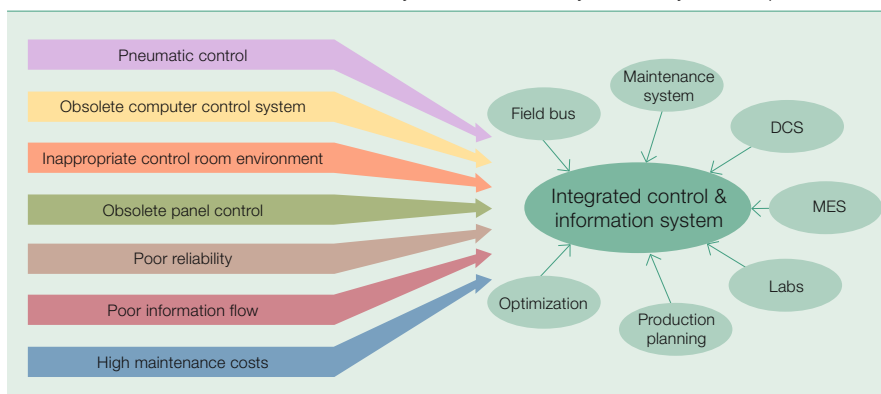 Pneumatic control
Obsolete computer control system
Inappropriate control room environment
Obsolete panel control
Poor reliability
Poor information flow
High maintenance costs
Field bus
Maintenance
system
DCS
MES
Labs
Production
planning
Optimization
Integrated control &
information system